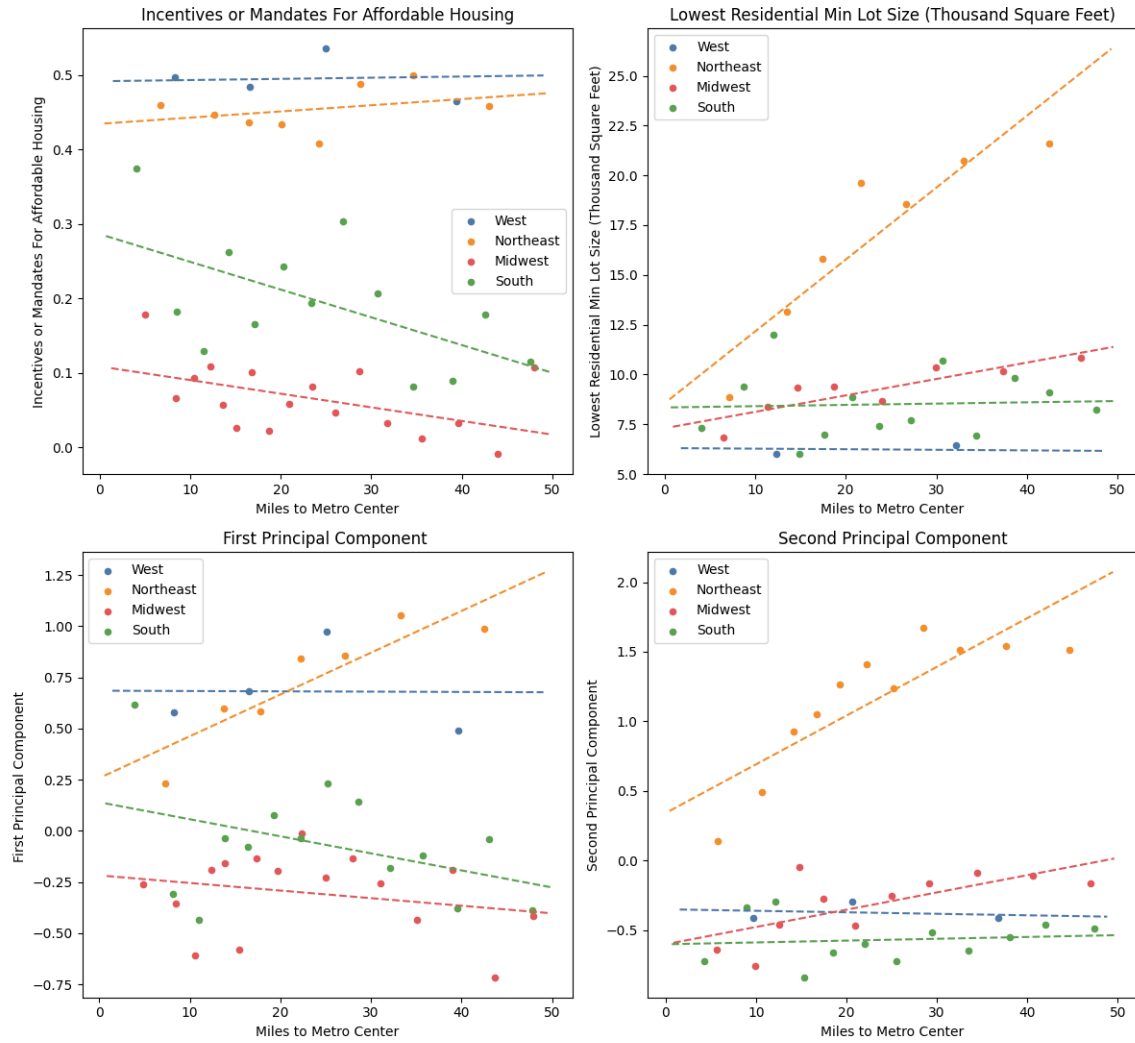 Incentives or Mandates For Affordable Housing
Incentives or Mandates For Affordable Housing
0.5
0.4
0.3
0.2
0.1
0.0
West
Northeast
Midwest
South
0 10 20 30 40 50
Miles to Metro Center
Lowest Residential Min Lot Size (Thousand Square Feet)
Lowest Residential Min Lot Size (Thousand Square Feet)
25.0
22.5
20.0
17.5
15.0
12.5
10.0
7.5
5.0
West
Northeast
Midwest
South
0 10 20 30 40 50
Miles to Metro Center
First Principal Component
First Principal Component
1.25
1.00
0.75
0.50
0.25
0.00
−0.25
−0.50
−0.75
West
Northeast
Midwest
South
0 10 20 30 40 50
Miles to Metro Center
Second Principal Component
Second Principal Component
2.0
1.5
1.0
0.5
0.0
−0.5
West
Northeast
Midwest
South
0 10 20 30 40 50
Miles to Metro Center